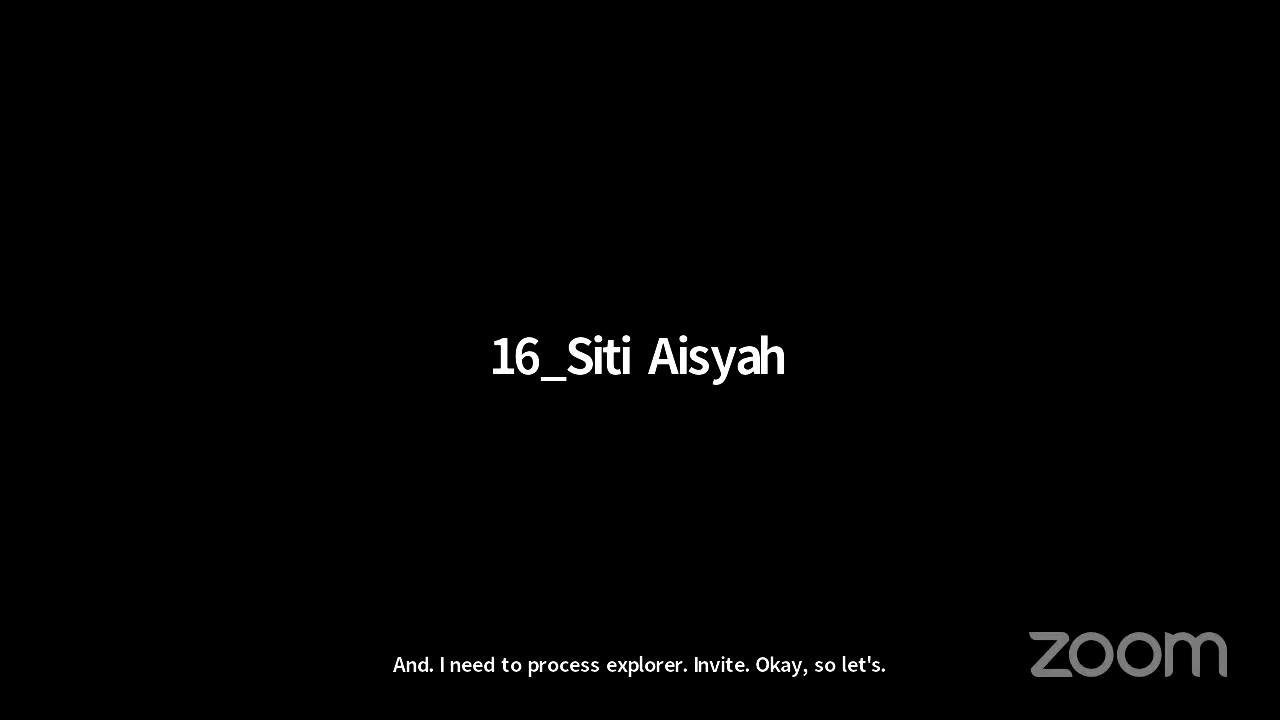 16_Siti Aisyah
And. I need to process explorer. Invite. Okay, so let's.
zoom